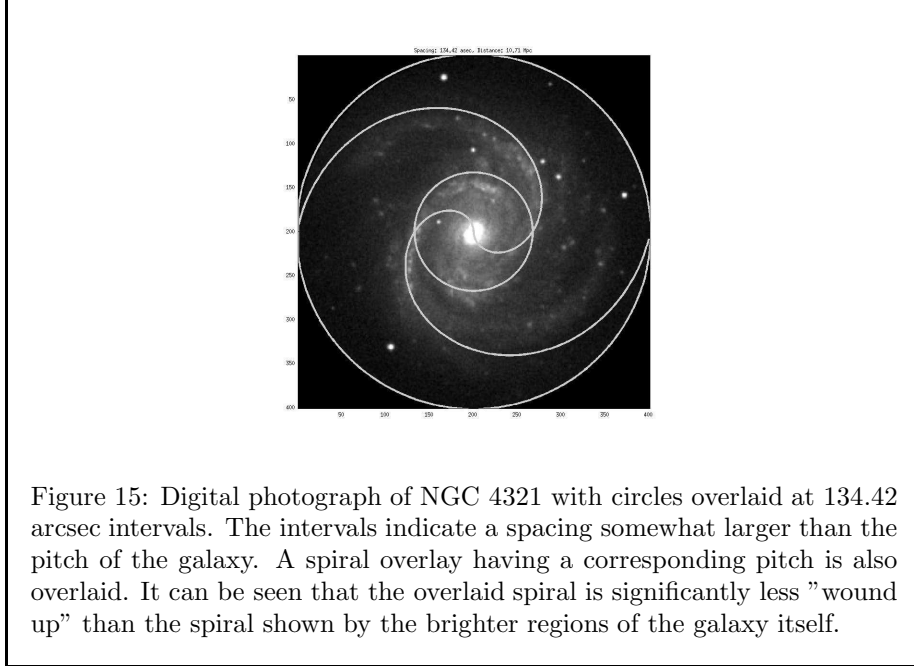 Spacing: 134.42 asec, Distance: 10.71 Mpc
50
100
150
200
250
300
350
400
50 100 150 200 250 300 350 400
Figure 15: Digital photograph of NGC 4321 with circles overlaid at 134.42
arcsec intervals. The intervals indicate a spacing somewhat larger than the
pitch of the galaxy. A spiral overlay having a corresponding pitch is also
overlaid. It can be seen that the overlaid spiral is significantly less ”wound
up” than the spiral shown by the brighter regions of the galaxy itself.